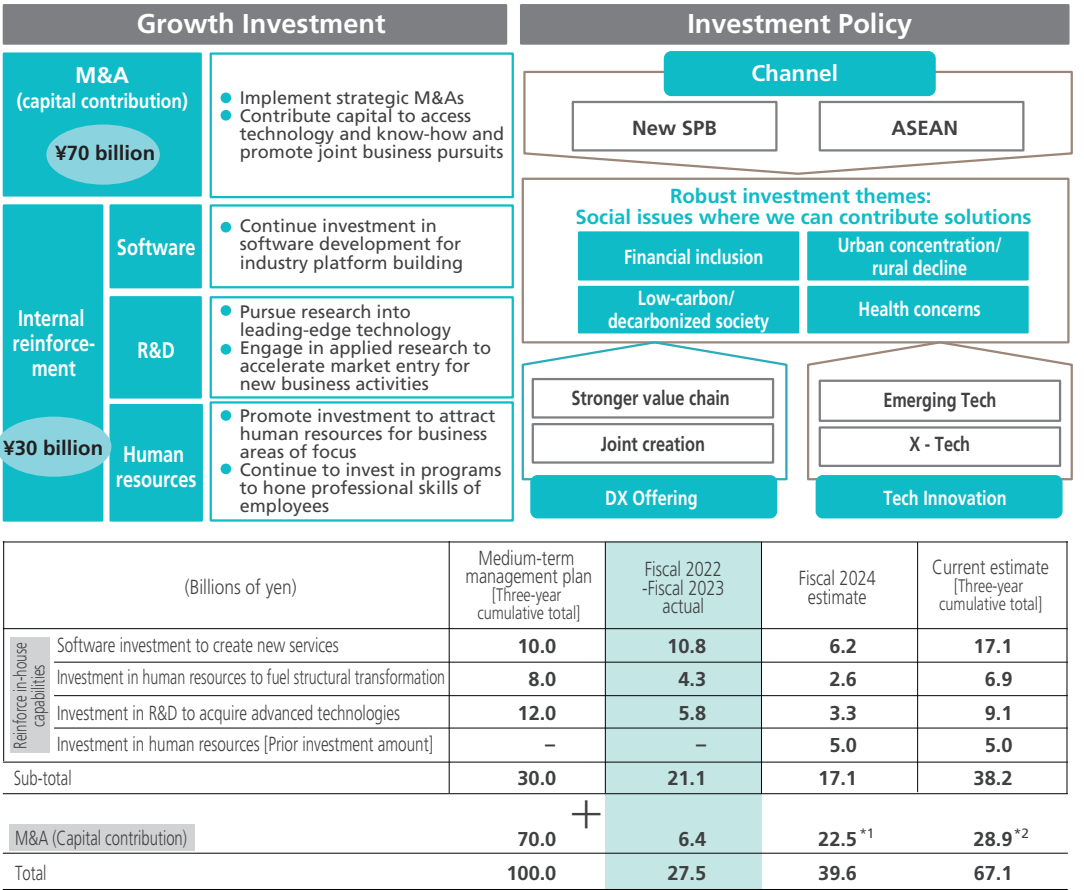 Growth Investment
M&A
(capital contribution)
¥70 billion
● Implement strategic M&As
● Contribute capital to access
technology and know-how and
promote joint business pursuits
Internal
reinforce-
ment
¥30 billion
Software
● Continue investment in
software development for
industry platform building
R&D
● Pursue research into
leading-edge technology
● Engage in applied research to
accelerate market entry for
new business activities
Human
resources
● Promote investment to attract
human resources for business
areas of focus
● Continue to invest in programs
to hone professional skills of
employees
Investment Policy
Channel
New SPB
ASEAN
Robust investment themes:
Social issues where we can contribute solutions
Financial inclusion
Urban concentration/
rural decline
Low-carbon/
decarbonized society
Health concerns
Stronger value chain
Joint creation
DX Offering
Emerging Tech
X - Tech
Tech Innovation
(Billions of yen)
Medium-term
management plan
[Three-year
cumulative total]
Fiscal 2022
-Fiscal 2023
actual
Fiscal 2024
estimate
Current estimate
[Three-year
cumulative total]
Reinforce in-house
capabilities
Software investment to create new services 10.0 10.8 6.2 17.1
Investment in human resources to fuel structural transformation 8.0 4.3 2.6 6.9
Investment in R&D to acquire advanced technologies 12.0 5.8 3.3 9.1
Investment in human resources [Prior investment amount] – – 5.0 5.0
Sub-total 30.0 21.1 17.1 38.2
+
M&A (Capital contribution) 70.0 6.4 22.5*1 28.9*2
Total 100.0 27.5 39.6 67.1